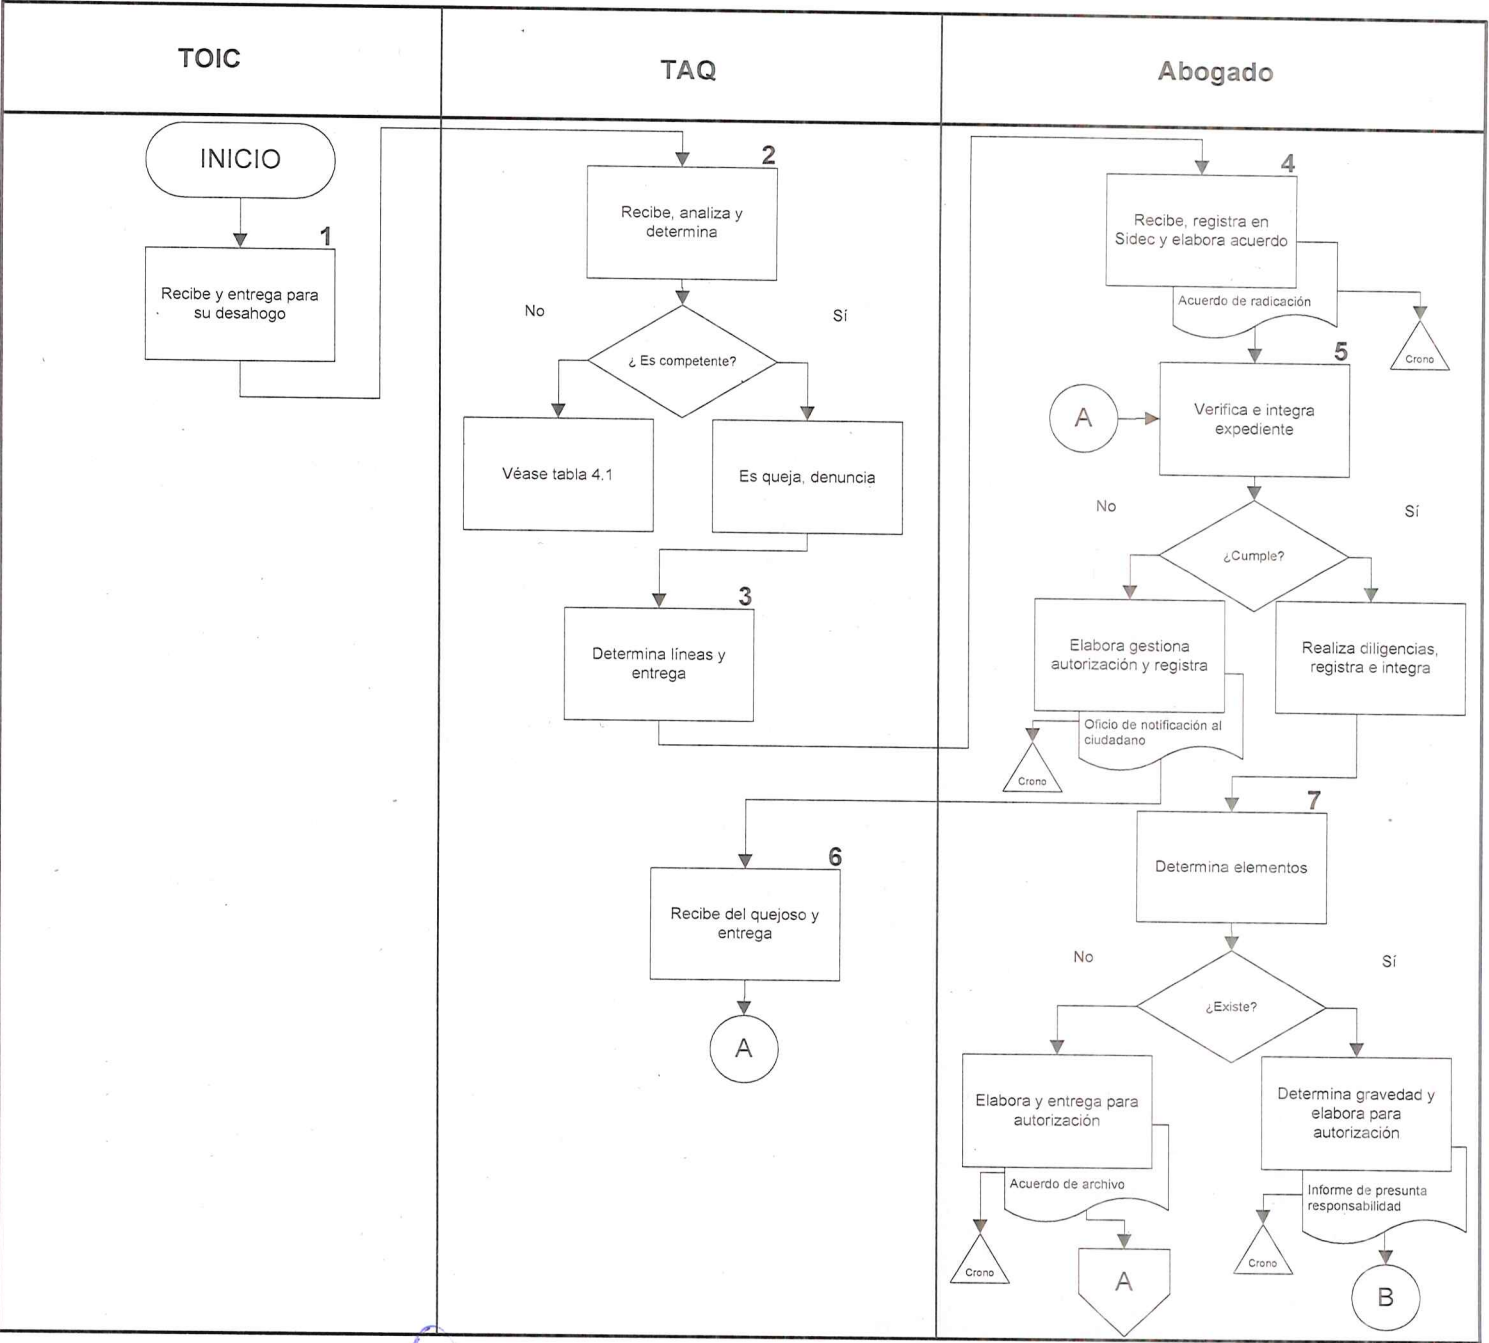 TOIC
TAQ
Abogado
INICIO
1
Recibe y entrega para
su desahogo
2
Recibe, analiza y
determina
No
Sí
¿ Es competente?
Véase tabla 4.1
Es queja, denuncia
3
Determina líneas y
entrega
4
Recibe, registra en
Sidec y elabora acuerdo
Acuerdo de radicación
Crono
5
A
Verifica e integra
expediente
No
Sí
¿Cumple?
Elabora gestiona
autorización y registra
Realiza diligencias,
registra e integra
Oficio de notificación al
ciudadano
Crono
6
Recibe del quejoso y
entrega
A
7
Determina elementos
No
Sí
¿Existe?
Elabora y entrega para
autorización
Determina gravedad y
elabora para
autorización
Acuerdo de archivo
Informe de presunta
responsabilidad
Crono
A
Crono
B